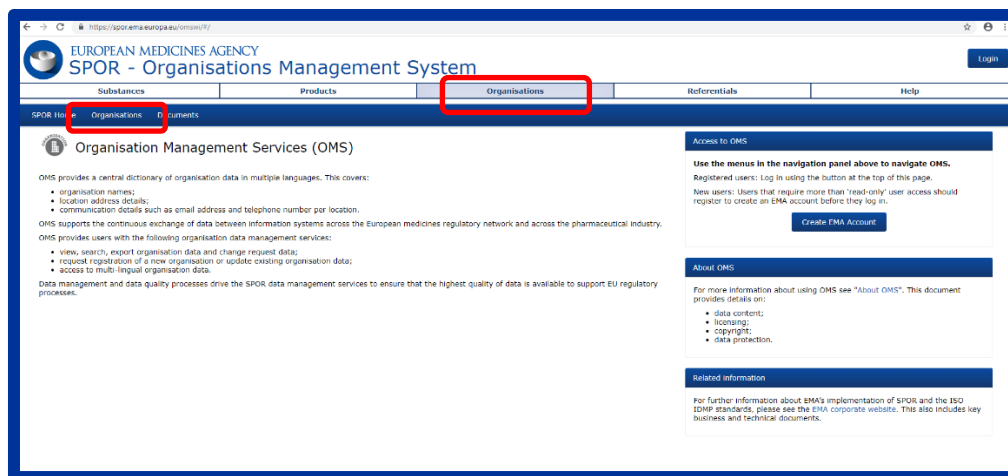 https://spor.ema.europa.eu/omswi/#/
EUROPEAN MEDICINES AGENCY
SPOR - Organisations Management System
Login
Substances Products Organisations Referentials Help
SPOR Home Organisations Documents
Organisation Management Services (OMS)
OMS provides a central dictionary of organisation data in multiple languages. This covers:
• organisation names;
• location address details;
• communication details such as email address and telephone number per location.
OMS supports the continuous exchange of data between information systems across the European medicines regulatory network and across the pharmaceutical industry.
OMS provides users with the following organisation data management services:
• view, search, export organisation data and change request data;
• request registration of a new organisation or update existing organisation data;
• access to multi-lingual organisation data.
Data management and data quality processes drive the SPOR data management services to ensure that the highest quality of data is available to support EU regulatory
processes.
Access to OMS
Use the menus in the navigation panel above to navigate OMS.
Registered users: Log in using the button at the top of this page.
New users: Users that require more than 'read-only' user access should
register to create an EMA account before they log in.
Create EMA Account
About OMS
For more information about using OMS see "About OMS". This document
provides details on:
• data content;
• licensing;
• copyright;
• data protection.
Related information
For further information about EMA's implementation of SPOR and the ISO
IDMP standards, please see the EMA corporate website. This also includes key
business and technical documents.